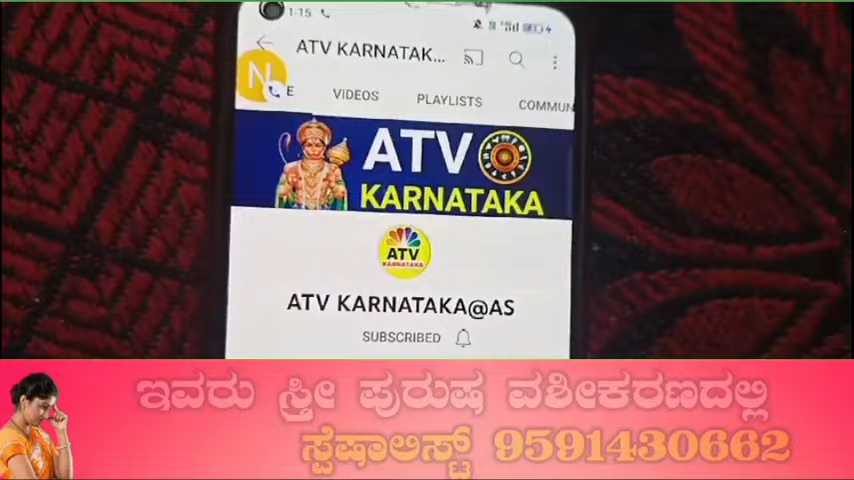 1:15
ATV KARNATAK...
N
E VIDEOS PLAYLISTS COMMUN
ATV
KARNATAKA
ATV
KARNATAKA
ATV KARNATAKA@AS
SUBSCRIBED
ಇವರು ಸ್ತ್ರೀ ಪುರುಷ ವಶೀಕರಣದಲ್ಲಿ
ಸ್ಪೆಷಾಲಿಸ್ಟ್ 9591430662